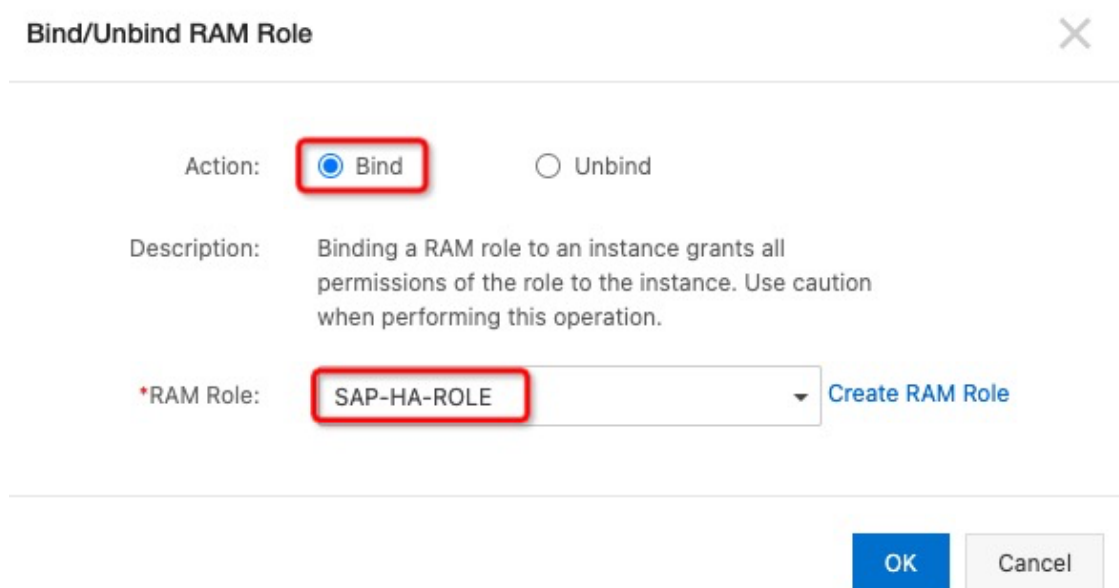 Bind/Unbind RAM Role
Action: Bind Unbind
Description: Binding a RAM role to an instance grants all
permissions of the role to the instance. Use caution
when performing this operation.
*RAM Role: SAP-HA-ROLE Create RAM Role
OK Cancel